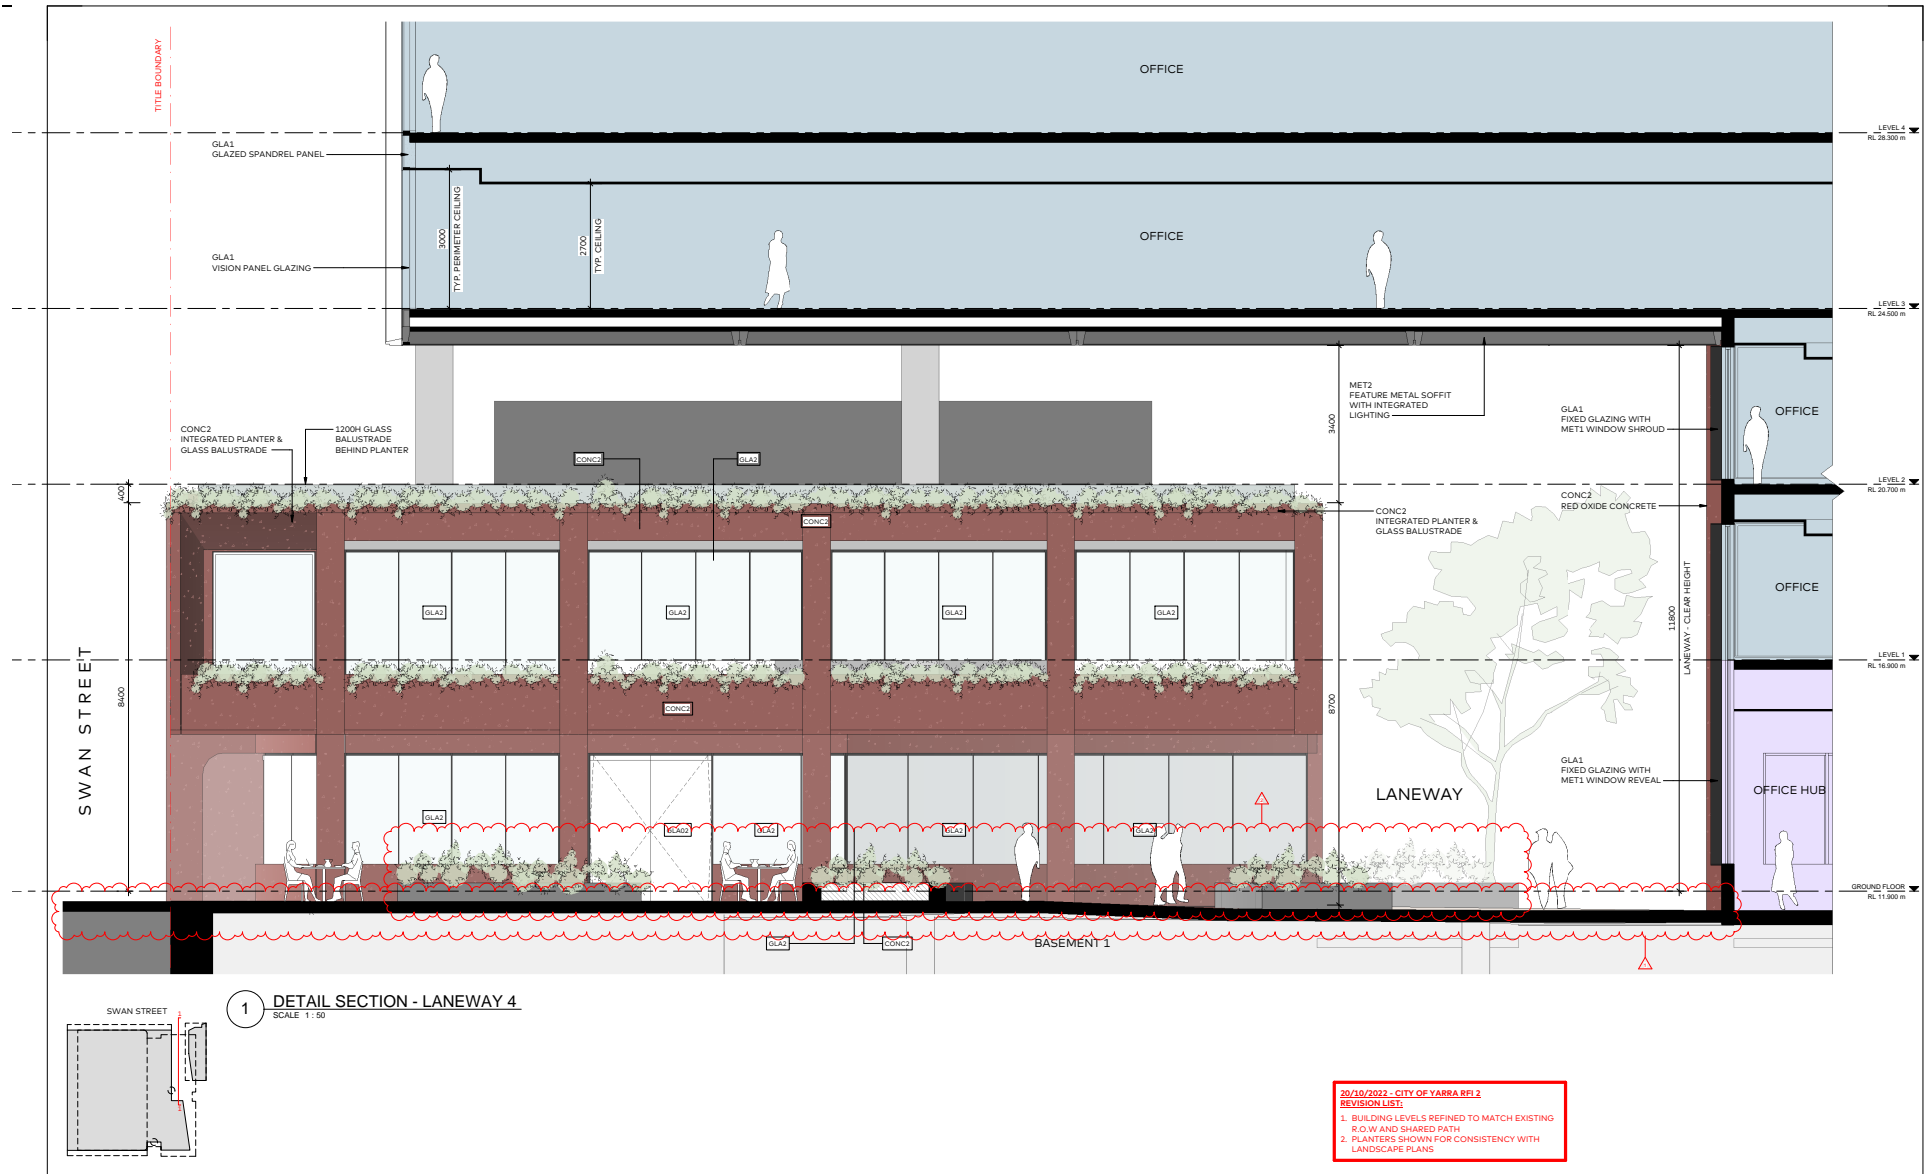 TITLE BOUNDARY
OFFICE
LEVEL 4
RL 28.300 m
GLA1
GLAZED SPANDREL PANEL
3000
TYP. PERIMETER CEILING
2700
TYP. CEILING
OFFICE
GLA1
VISION PANEL GLAZING
LEVEL 3
RL 24.500 m
MET2
FEATURE METAL SOFFIT
WITH INTEGRATED
LIGHTING
3400
GLA1
FIXED GLAZING WITH
MET1 WINDOW SHROUD
OFFICE
CONC2
INTEGRATED PLANTER &
GLASS BALUSTRADE
1200H GLASS
BALUSTRADE
BEHIND PLANTER
CONC2
GLA2
400
LEVEL 2
RL 20.700 m
CONC2
RED OXIDE CONCRETE
CONC2
INTEGRATED PLANTER &
GLASS BALUSTRADE
CONC2
GLA2
GLA2
GLA2
GLA2
11800
LANEWAY - CLEAR HEIGHT
OFFICE
LEVEL 1
RL 16.900 m
SWAN STREET
8400
8700
CONC2
GLA1
FIXED GLAZING WITH
MET1 WINDOW REVEAL
LANEWAY
OFFICE HUB
GLA2
GLA02
GLA2
GLA2
GLA2
GROUND FLOOR
RL 11.900 m
GLA2
CONC2
BASEMENT 1
1
DETAIL SECTION - LANEWAY 4
SCALE 1 : 50
SWAN STREET
1
1
20/10/2022 - CITY OF YARRA RFI 2
REVISION LIST:
1. BUILDING LEVELS REFINED TO MATCH EXISTING
R.O.W AND SHARED PATH
2. PLANTERS SHOWN FOR CONSISTENCY WITH
LANDSCAPE PLANS